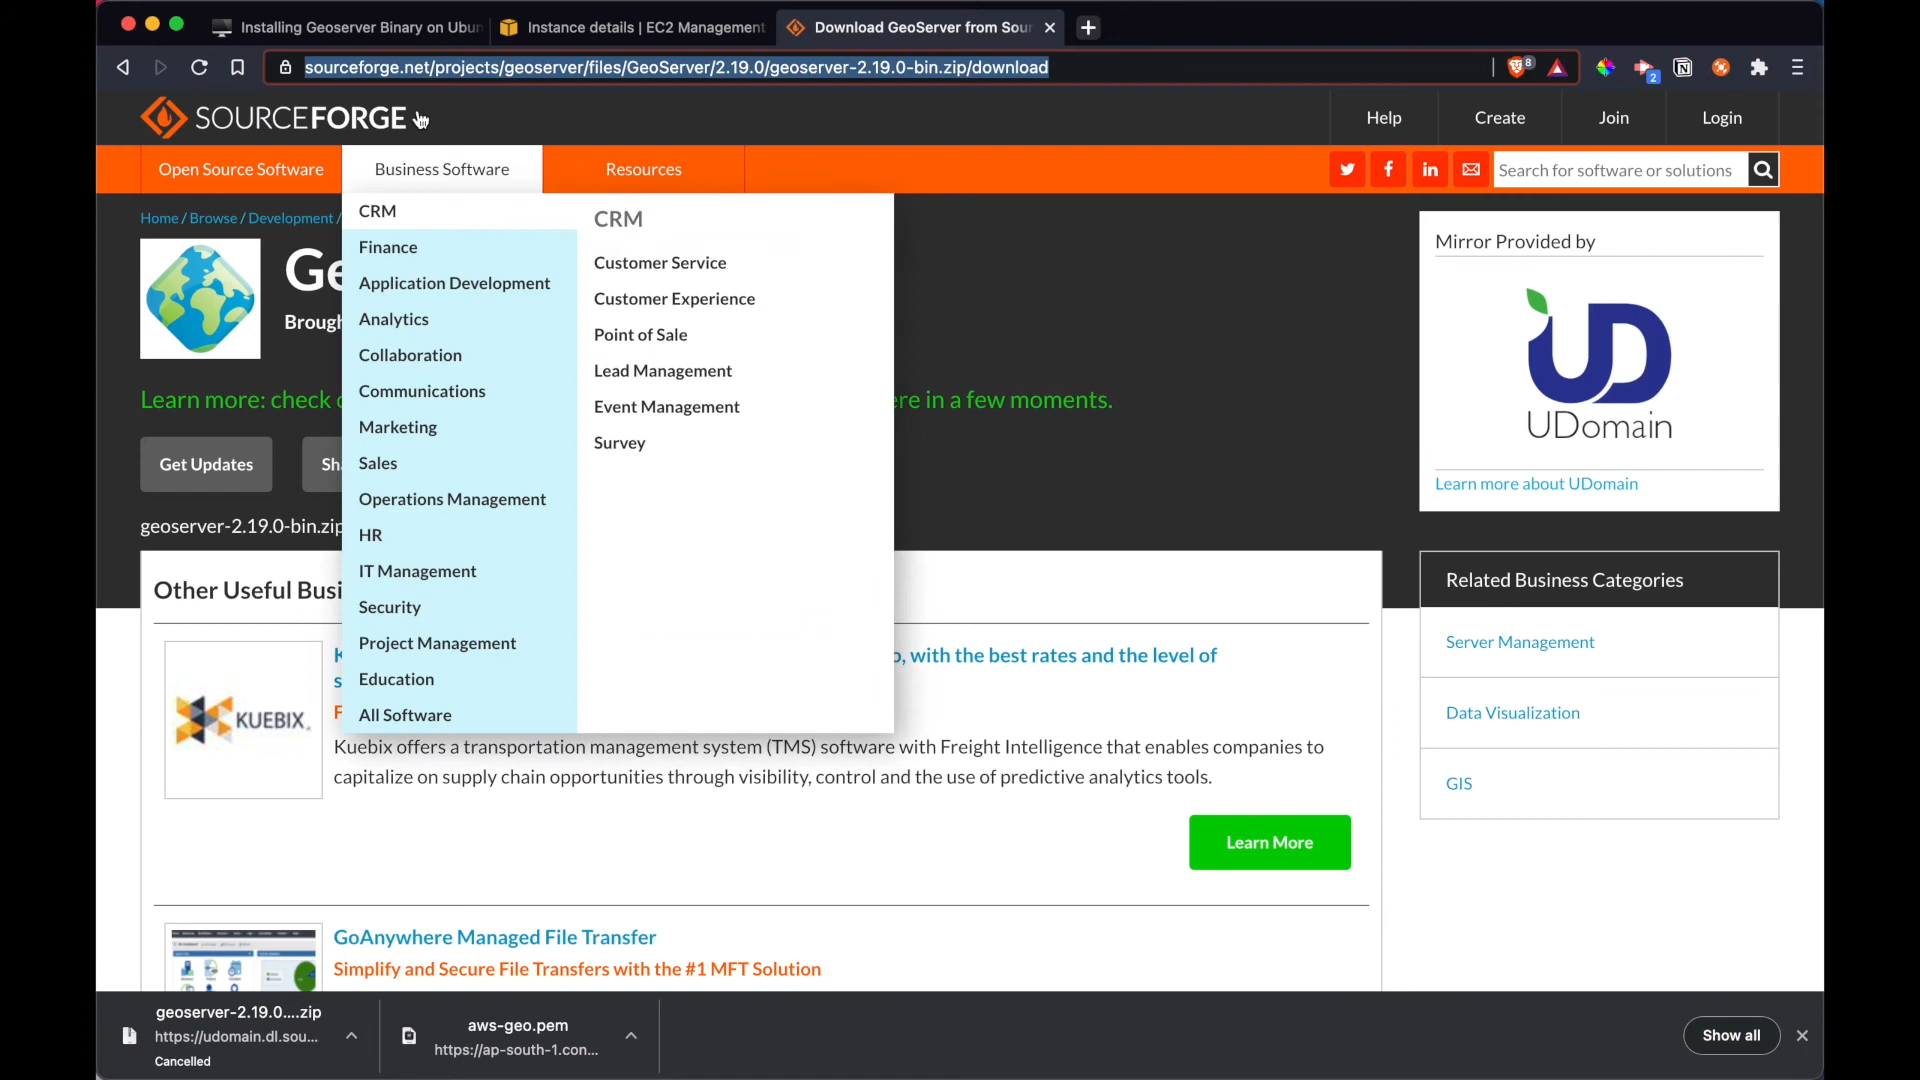 Installing Geoserver Binary on Ubun
Instance details | EC2 Management
Download GeoServer from Sour
sourceforge.net/projects/geoserver/files/GeoServer/2.19.0/geoserver-2.19.0-bin.zip/download
8
2
SOURCEFORGE
Help
Create
Join
Login
Open Source Software
Business Software
Resources
Search for software or solutions
Home / Browse / Development /
CRM
Finance
Application Development
Analytics
Collaboration
Communications
Marketing
Sales
Operations Management
HR
IT Management
Security
Project Management
Education
All Software
CRM
Customer Service
Customer Experience
Point of Sale
Lead Management
Event Management
Survey
Ge
Brough
Learn more: check
ere in a few moments.
Get Updates
Sha
geoserver-2.19.0-bin.zip
Mirror Provided by
UD
UDomain
Learn more about UDomain
Other Useful Busi
KUEBIX
o, with the best rates and the level of
s
F
Kuebix offers a transportation management system (TMS) software with Freight Intelligence that enables companies to
capitalize on supply chain opportunities through visibility, control and the use of predictive analytics tools.
Learn More
Related Business Categories
Server Management
Data Visualization
GIS
GoAnywhere Managed File Transfer
Simplify and Secure File Transfers with the #1 MFT Solution
geoserver-2.19.0....zip
https://udomain.dl.sou...
Cancelled
aws-geo.pem
https://ap-south-1.con...
Show all